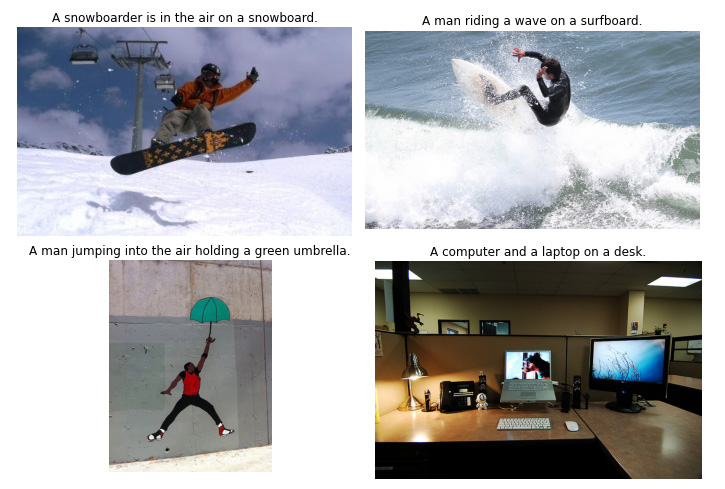 A snowboarder is in the air on a snowboard.
A man riding a wave on a surfboard.
A man jumping into the air holding a green umbrella.
A computer and a laptop on a desk.